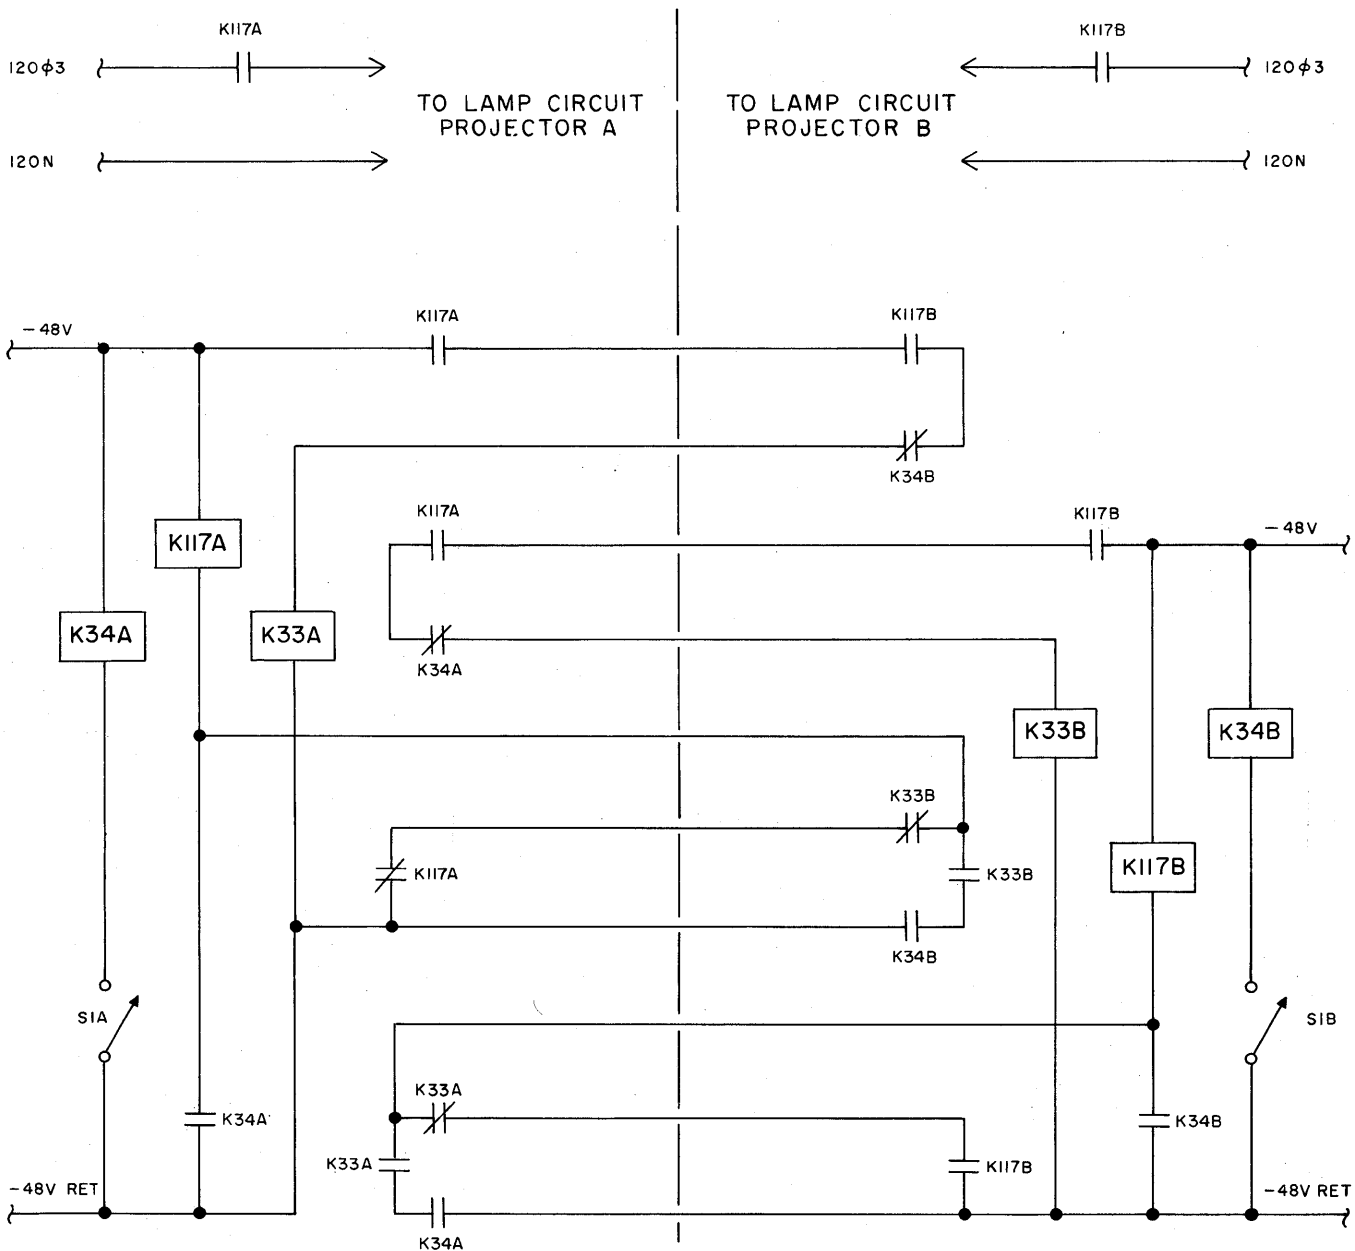 K117A
K117B
120ϕ3
120ϕ3
TO LAMP CIRCUIT
PROJECTOR A
TO LAMP CIRCUIT
PROJECTOR B
120N
120N
-48V
K117A
K117B
K34B
K117A
K117B
-48V
K117A
K34A
K33A
K34A
K33B
K34B
K33B
K117A
K33B
K117B
K34B
S1A
S1B
K33A
K34A
K34B
K33A
K117B
-48V RET
-48V RET
K34A